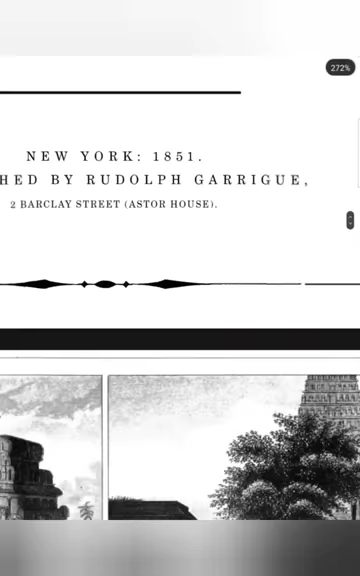 272%
NEW YORK: 1851.
HED BY RUDOLPH GARRIGUE,
2 BARCLAY STREET (ASTOR HOUSE).